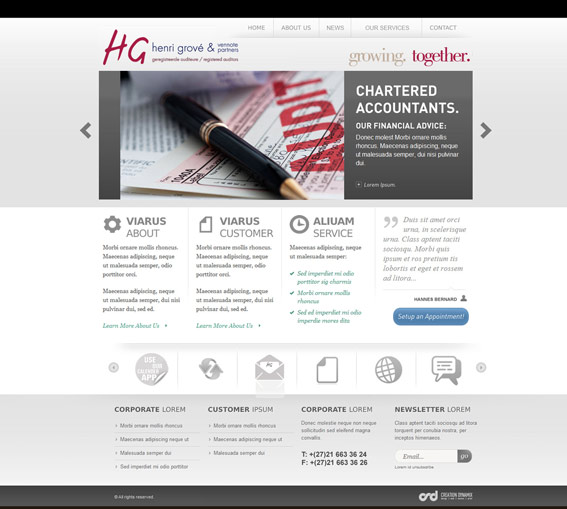 HOME ABOUT US NEWS OUR SERVICES CONTACT
HG henri grové & vennote partners
geregistreerde ouditeure / registered auditors
growing. together.
AUDIT
CHARTERED
ACCOUNTANTS.
OUR FINANCIAL ADVICE:
Donec molest Morbi ornare mollis
rhoncus. Maecenas adipiscing, neque
ut malesuada semper, dui nisi pulvinar
dui.
Lorem Ipsum.
VIARUS
ABOUT
Morbi ornare mollis rhoncus.
Maecenas adipiscing, neque
ut malesuada semper, odio
porttitor orci.
Maecenas adipiscing, neque
ut malesuada semper, dui nisi
pulvinar dui, sed ed.
Learn More About Us
VIARUS
CUSTOMER
Morbi ornare mollis rhoncus.
Maecenas adipiscing, neque
ut malesuada semper, odio
porttitor orci.
Maecenas adipiscing, neque
ut malesuada semper, dui nisi
pulvinar dui, sed ed.
Learn More About Us
ALIUAM
SERVICE
Maecenas adipiscing, neque
ut malesuada semper:
Sed imperdiet mi odio
porttitor eg rharmis
Morbi ornare mollis
rhoncus
Sed ed imperdiet mi odio
imperdie mores dita
Duis sit amet orci
urna, in scelerisque
urna. Class aptent taciti
sociosqu. Morbi quis
ipsum et ros pretium tis
lobortis et eget et rossem
ad litora...
HANNES BERNARD
Setup an Appointment!
USE
OUR
CALENDER
APP
CORPORATE LOREM
Morbi ornare mollis rhoncus
Maecenas adipiscing neque ut
Malesuada semper dui
Sed imperdiet mi odio porttitor
CUSTOMER IPSUM
Morbi ornare mollis rhoncus
Maecenas adipiscing neque ut
Malesuada semper dui
CORPORATE LOREM
Donec molestie neque non neque
sollicitudin sed eleifend magna
convallis.
T: +(27)21 663 36 24
F: +(27)21 663 36 26
NEWSLETTER LOREM
Class aptent taciti sociosqu ad litora
torquent per conubia nostra, per
inceptos himenaeos.
Email... go
© All rights reserved.
CREATION DYNAMIX